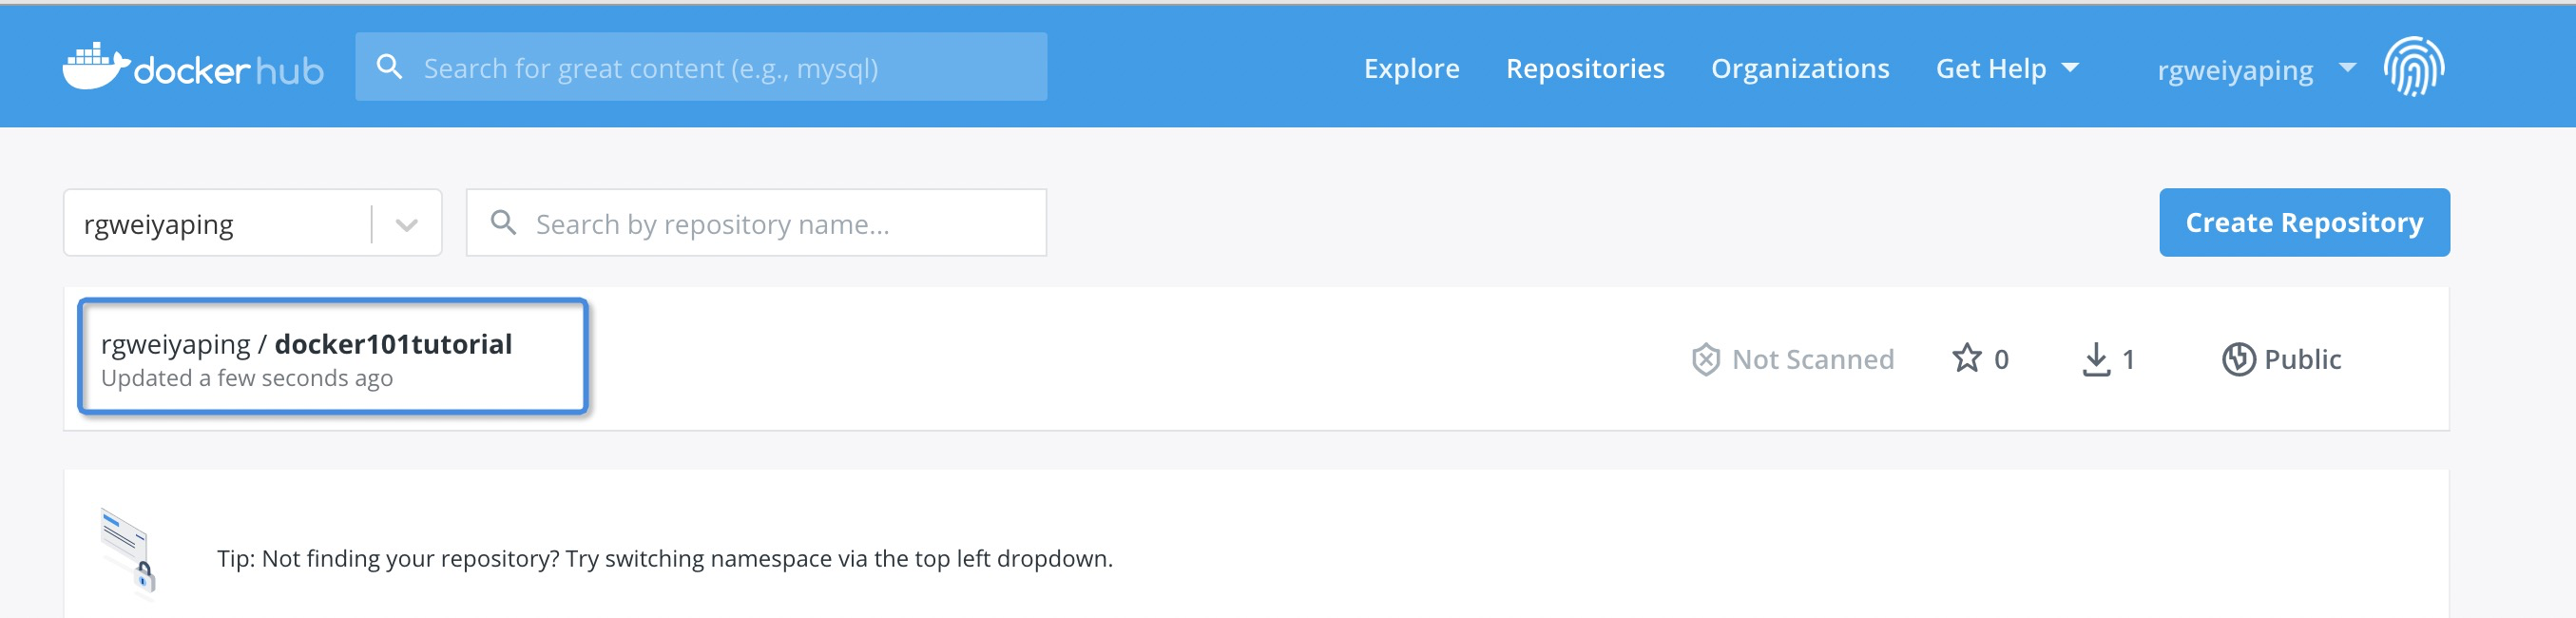 docker hub
Search for great content (e.g., mysql)
Explore
Repositories
Organizations
Get Help
rgweiyaping
rgweiyaping
Search by repository name...
Create Repository
rgweiyaping / docker101tutorial
Updated a few seconds ago
Not Scanned
0
1
Public
Tip: Not finding your repository? Try switching namespace via the top left dropdown.